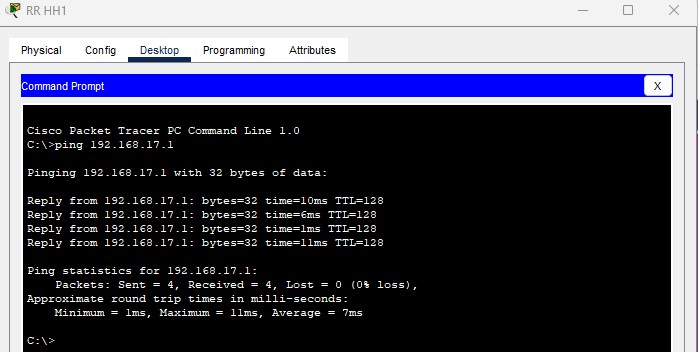 RR HH1
Physical Config Desktop Programming Attributes
Command Prompt X
Cisco Packet Tracer PC Command Line 1.0
C:\>ping 192.168.17.1
Pinging 192.168.17.1 with 32 bytes of data:
Reply from 192.168.17.1: bytes=32 time=10ms TTL=128
Reply from 192.168.17.1: bytes=32 time=6ms TTL=128
Reply from 192.168.17.1: bytes=32 time=1ms TTL=128
Reply from 192.168.17.1: bytes=32 time=11ms TTL=128
Ping statistics for 192.168.17.1:
Packets: Sent = 4, Received = 4, Lost = 0 (0% loss),
Approximate round trip times in milli-seconds:
Minimum = 1ms, Maximum = 11ms, Average = 7ms
C:\>